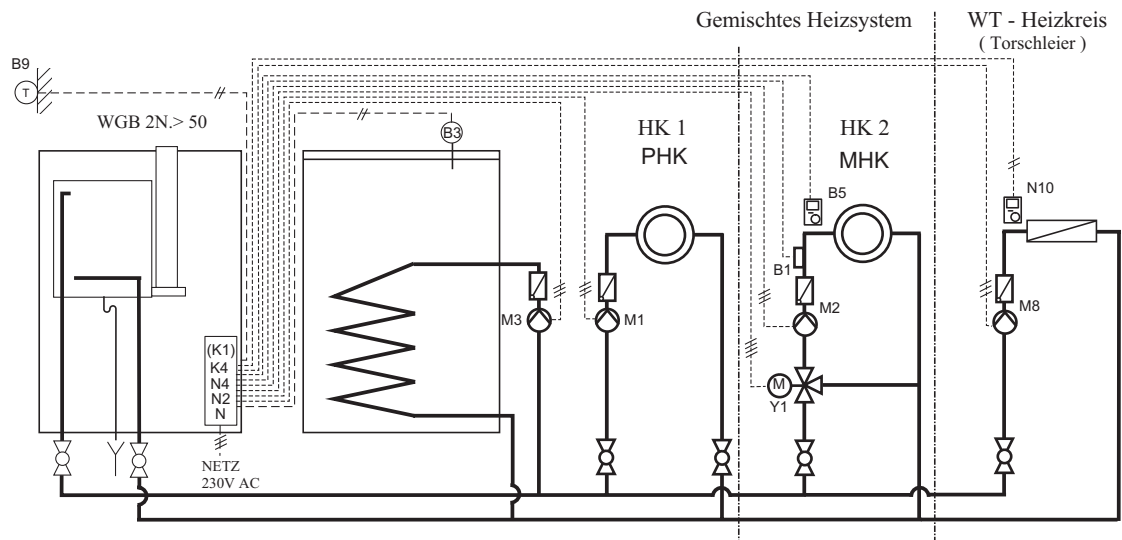 Gemischtes Heizsystem
WT - Heizkreis
( Torschleier )
B9
T
WGB 2N.> 50
B3
HK 1
PHK
HK 2
MHK
B5
N10
B1
M3
M1
M2
M8
(K1)
K4
N4
N2
N
M
Y1
NETZ
230V AC